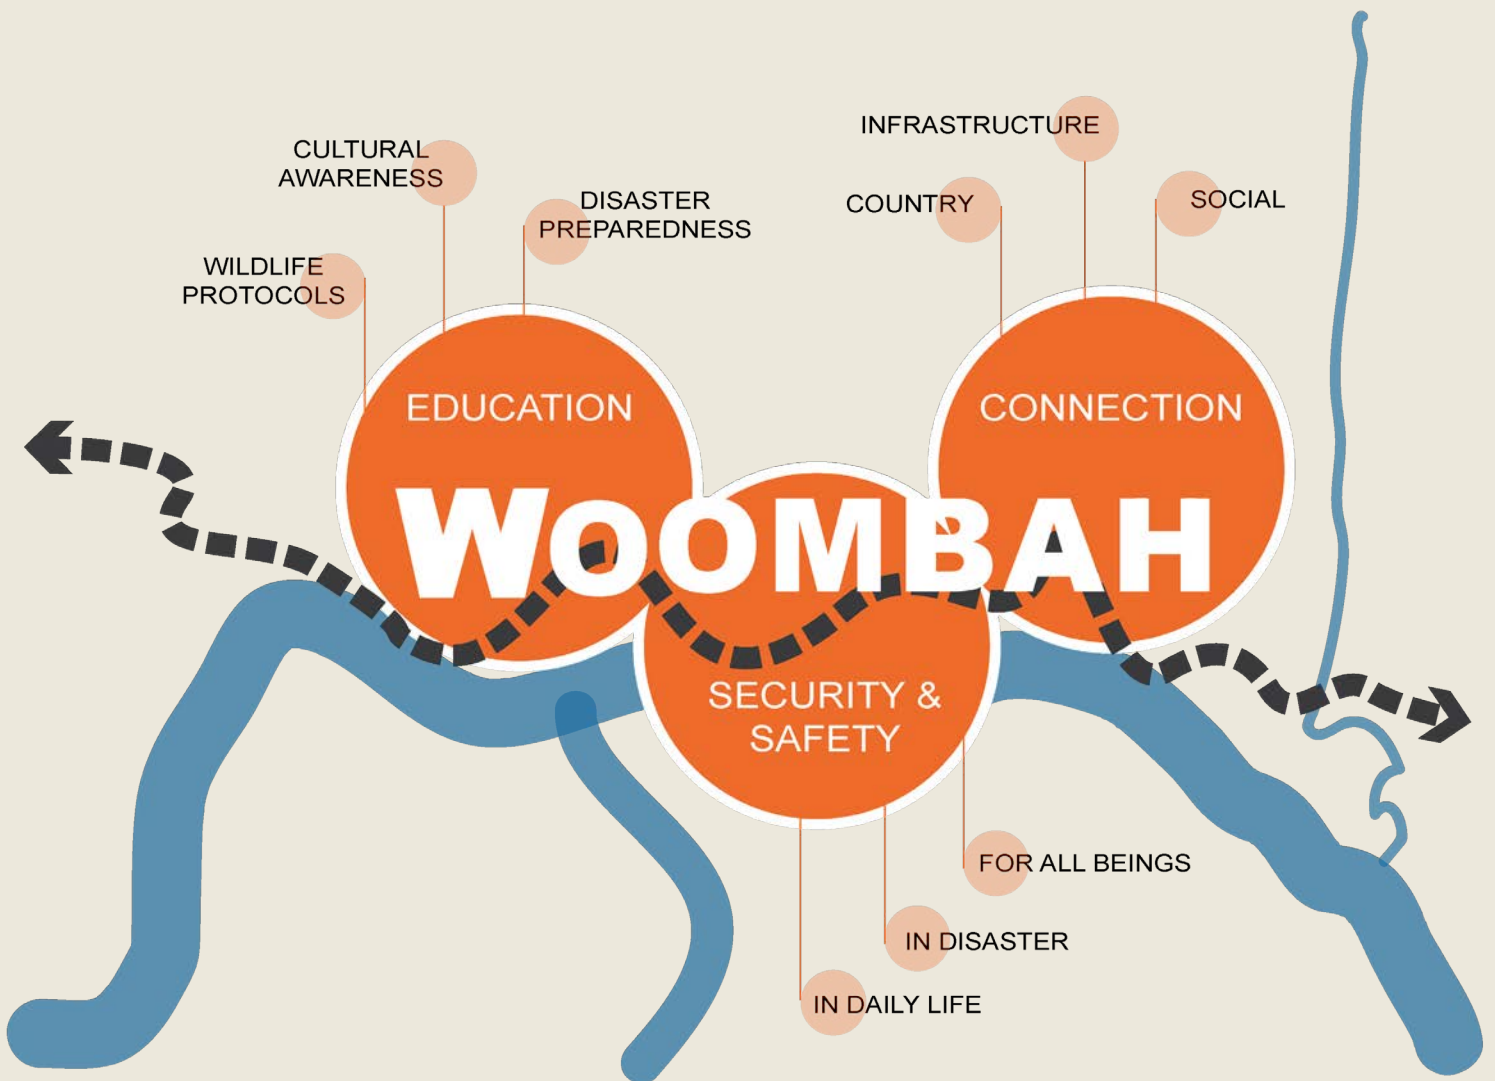 CULTURAL
AWARENESS
DISASTER
PREPAREDNESS
WILDLIFE
PROTOCOLS
INFRASTRUCTURE
COUNTRY
SOCIAL
EDUCATION
CONNECTION
WOOMBAH
SECURITY &
SAFETY
FOR ALL BEINGS
IN DISASTER
IN DAILY LIFE